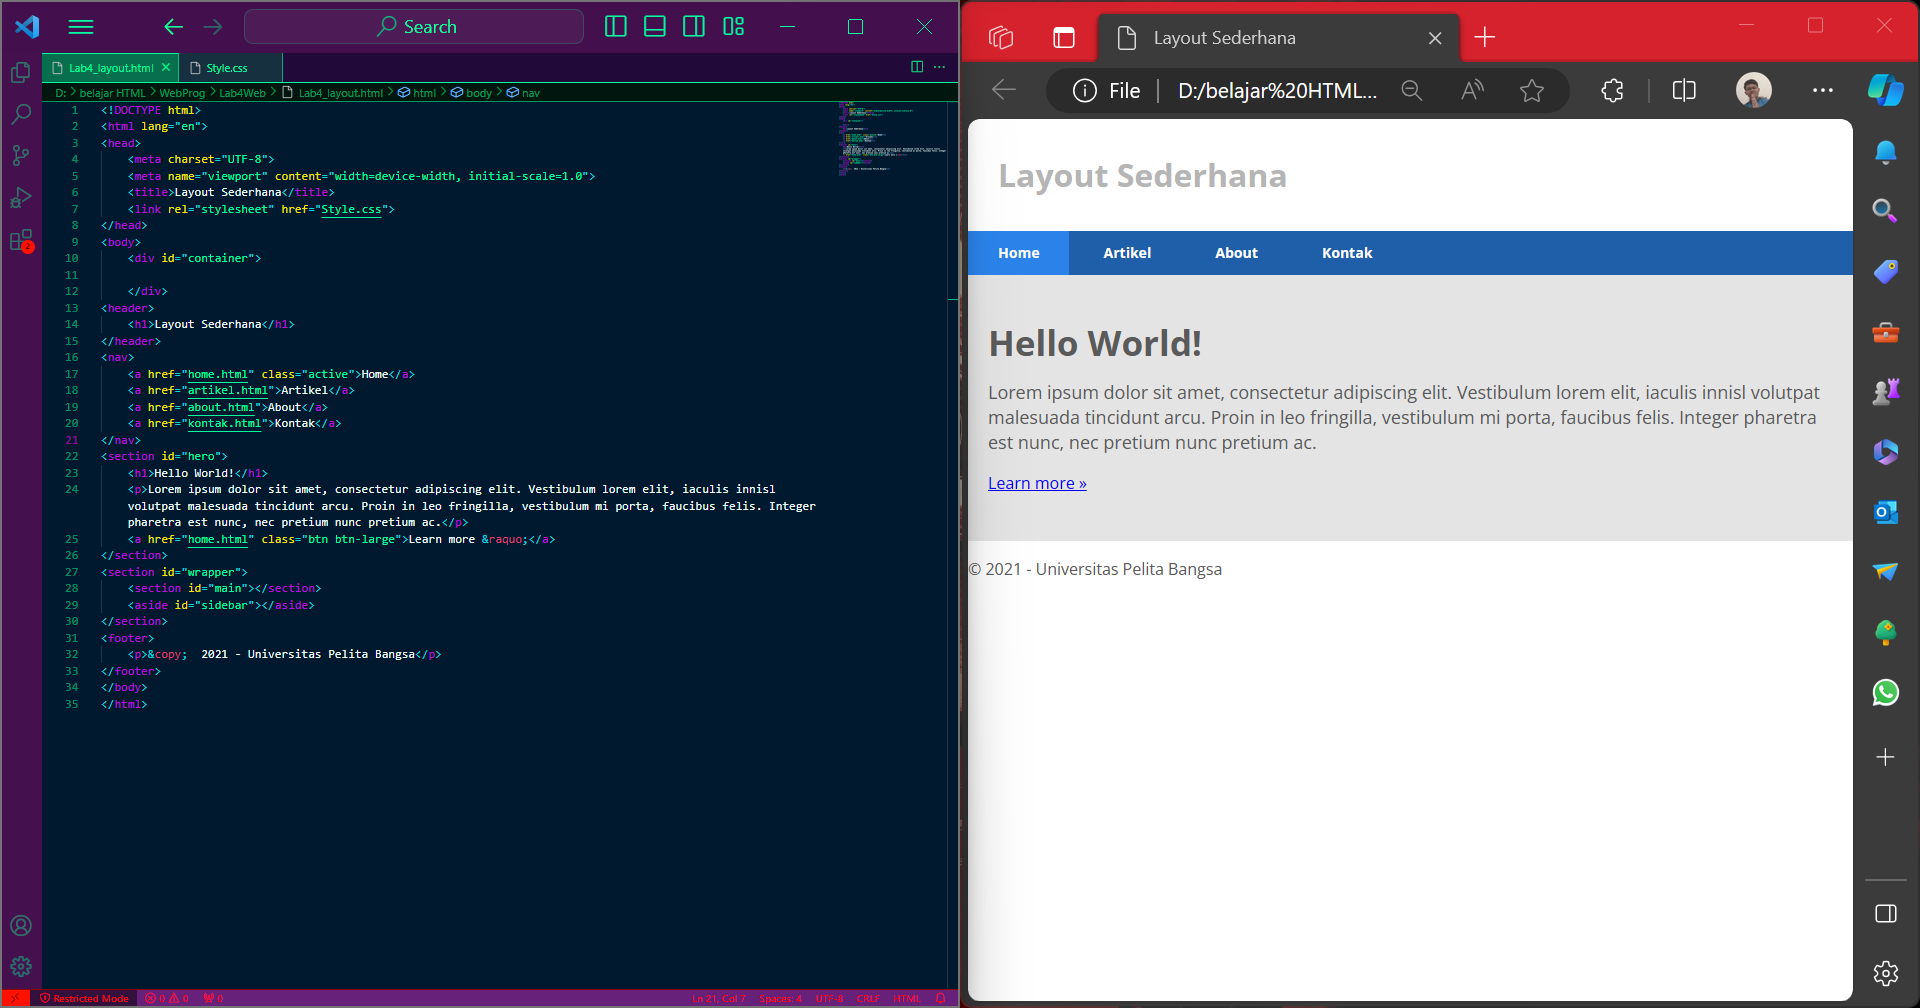 Search
Lab4_layout.html
Style.css
D: > belajar HTML > WebProg > Lab4Web > Lab4_layout.html > html > body > nav
1 <!DOCTYPE html>
2 <html lang="en">
3 <head>
4 <meta charset="UTF-8">
5 <meta name="viewport" content="width=device-width, initial-scale=1.0">
6 <title>Layout Sederhana</title>
7 <link rel="stylesheet" href="Style.css">
8 </head>
9 <body>
10 <div id="container">
11
12 </div>
13 <header>
14 <h1>Layout Sederhana</h1>
15 </header>
16 <nav>
17 <a href="home.html" class="active">Home</a>
18 <a href="artikel.html">Artikel</a>
19 <a href="about.html">About</a>
20 <a href="kontak.html">Kontak</a>
21 </nav>
22 <section id="hero">
23 <h1>Hello World!</h1>
24 <p>Lorem ipsum dolor sit amet, consectetur adipiscing elit. Vestibulum lorem elit, iaculis innisl
volutpat malesuada tincidunt arcu. Proin in leo fringilla, vestibulum mi porta, faucibus felis. Integer
pharetra est nunc, nec pretium nunc pretium ac.</p>
25 <a href="home.html" class="btn btn-large">Learn more &raquo;</a>
26 </section>
27 <section id="wrapper">
28 <section id="main"></section>
29 <aside id="sidebar"></aside>
30 </section>
31 <footer>
32 <p>&copy;  2021 - Universitas Pelita Bangsa</p>
33 </footer>
34 </body>
35 </html>
2
Restricted Mode 0 0 0 Ln 21, Col 7 Spaces: 4 UTF-8 CRLF HTML
Layout Sederhana
File D:/belajar%20HTML...
Layout Sederhana
Home Artikel About Kontak
Hello World!
Lorem ipsum dolor sit amet, consectetur adipiscing elit. Vestibulum lorem elit, iaculis innisl volutpat
malesuada tincidunt arcu. Proin in leo fringilla, vestibulum mi porta, faucibus felis. Integer pharetra
est nunc, nec pretium nunc pretium ac.
Learn more »
© 2021 - Universitas Pelita Bangsa